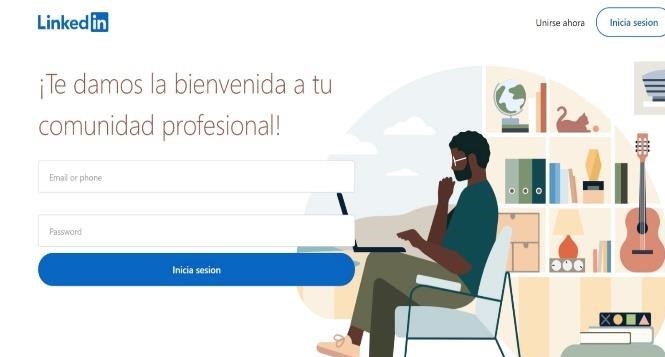 Linkedin
Unirse ahora
Inicia sesion
¡Te damos la bienvenida a tu
comunidad profesional!
Email or phone
Password
Inicia sesion